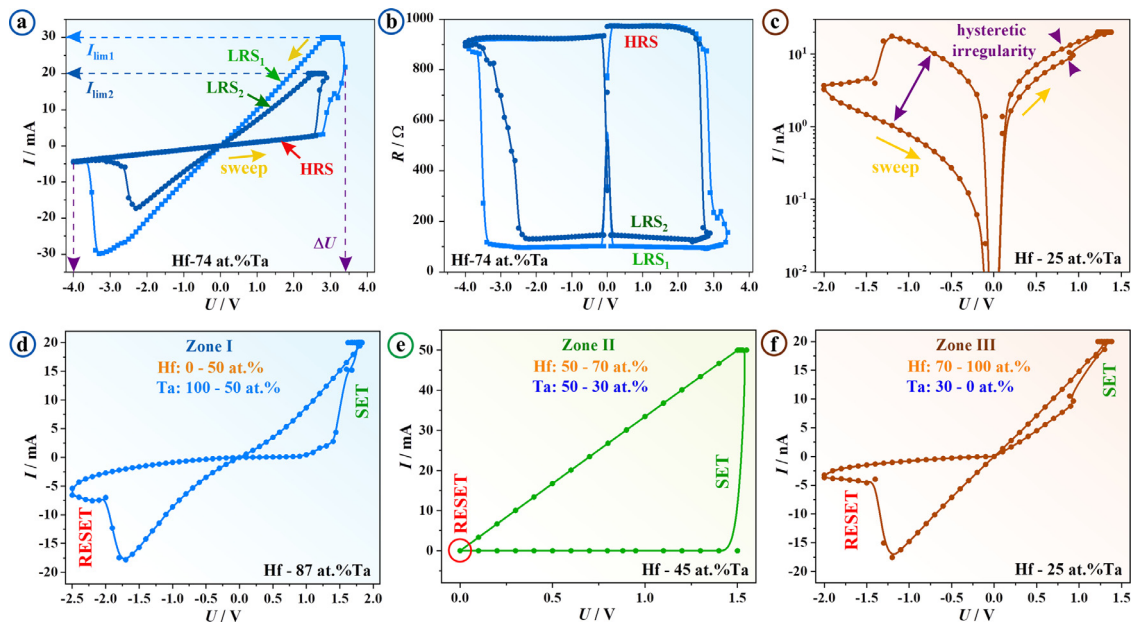 a
30
20
10
0
-10
-20
-30
I / mA
I lim1
I lim2
LRS1
LRS2
sweep
HRS
ΔU
Hf-74 at.%Ta
-4.0 -3.0 -2.0 -1.0 0.0 1.0 2.0 3.0 4.0
U / V
b
1000
800
600
400
200
0
R / Ω
HRS
LRS2
LRS1
Hf-74 at.%Ta
-4.0 -3.0 -2.0 -1.0 0.0 1.0 2.0 3.0 4.0
U / V
c
10¹
10⁰
10⁻¹
10⁻²
I / nA
hysteretic
irregularity
sweep
sweep
Hf - 25 at.%Ta
-2.0 -1.5 -1.0 -0.5 0.0 0.5 1.0 1.5
U / V
d
20
15
10
5
0
-5
-10
-15
-20
I / mA
Zone I
Hf: 0 - 50 at.%
Ta: 100 - 50 at.%
SET
RESET
Hf - 87 at.%Ta
-2.5 -2.0 -1.5 -1.0 -0.5 0.0 0.5 1.0 1.5 2.0
U / V
e
50
40
30
20
10
0
I / mA
Zone II
Hf: 50 - 70 at.%
Ta: 50 - 30 at.%
SET
RESET
Hf - 45 at.%Ta
0.0 0.5 1.0 1.5
U / V
f
20
15
10
5
0
-5
-10
-15
-20
I / nA
Zone III
Hf: 70 - 100 at.%
Ta: 30 - 0 at.%
SET
RESET
Hf - 25 at.%Ta
-2.0 -1.5 -1.0 -0.5 0.0 0.5 1.0 1.5
U / V